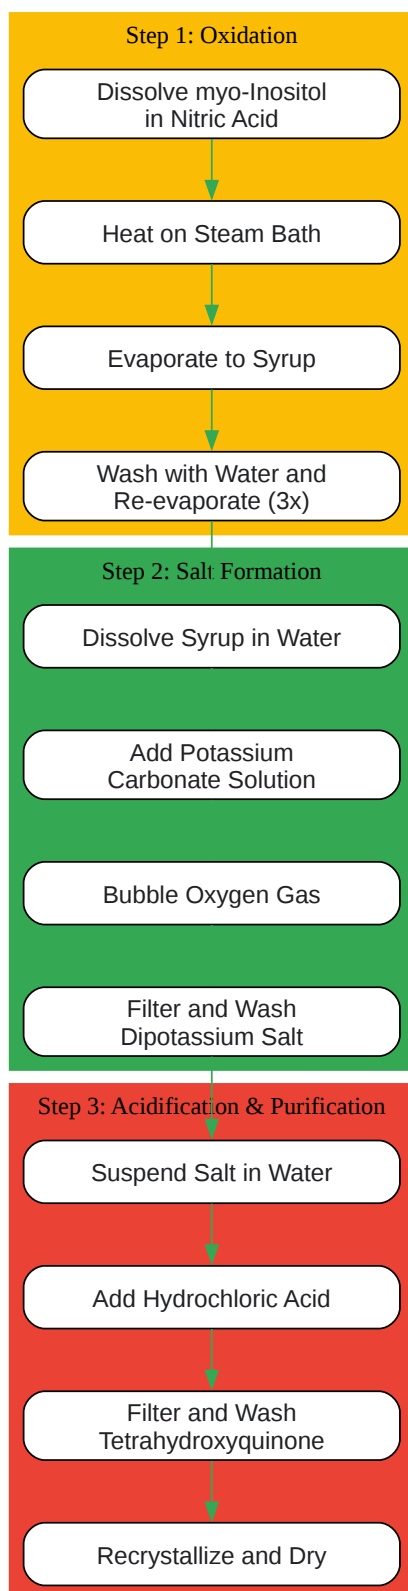 Step 1: Oxidation
Dissolve myo-Inositol
in Nitric Acid
Heat on Steam Bath
Evaporate to Syrup
Wash with Water and
Re-evaporate (3x)
Step 2: Salt Formation
Dissolve Syrup in Water
Add Potassium
Carbonate Solution
Bubble Oxygen Gas
Filter and Wash
Dipotassium Salt
Step 3: Acidification & Purification
Suspend Salt in Water
Add Hydrochloric Acid
Filter and Wash
Tetrahydroxyquinone
Recrystallize and Dry